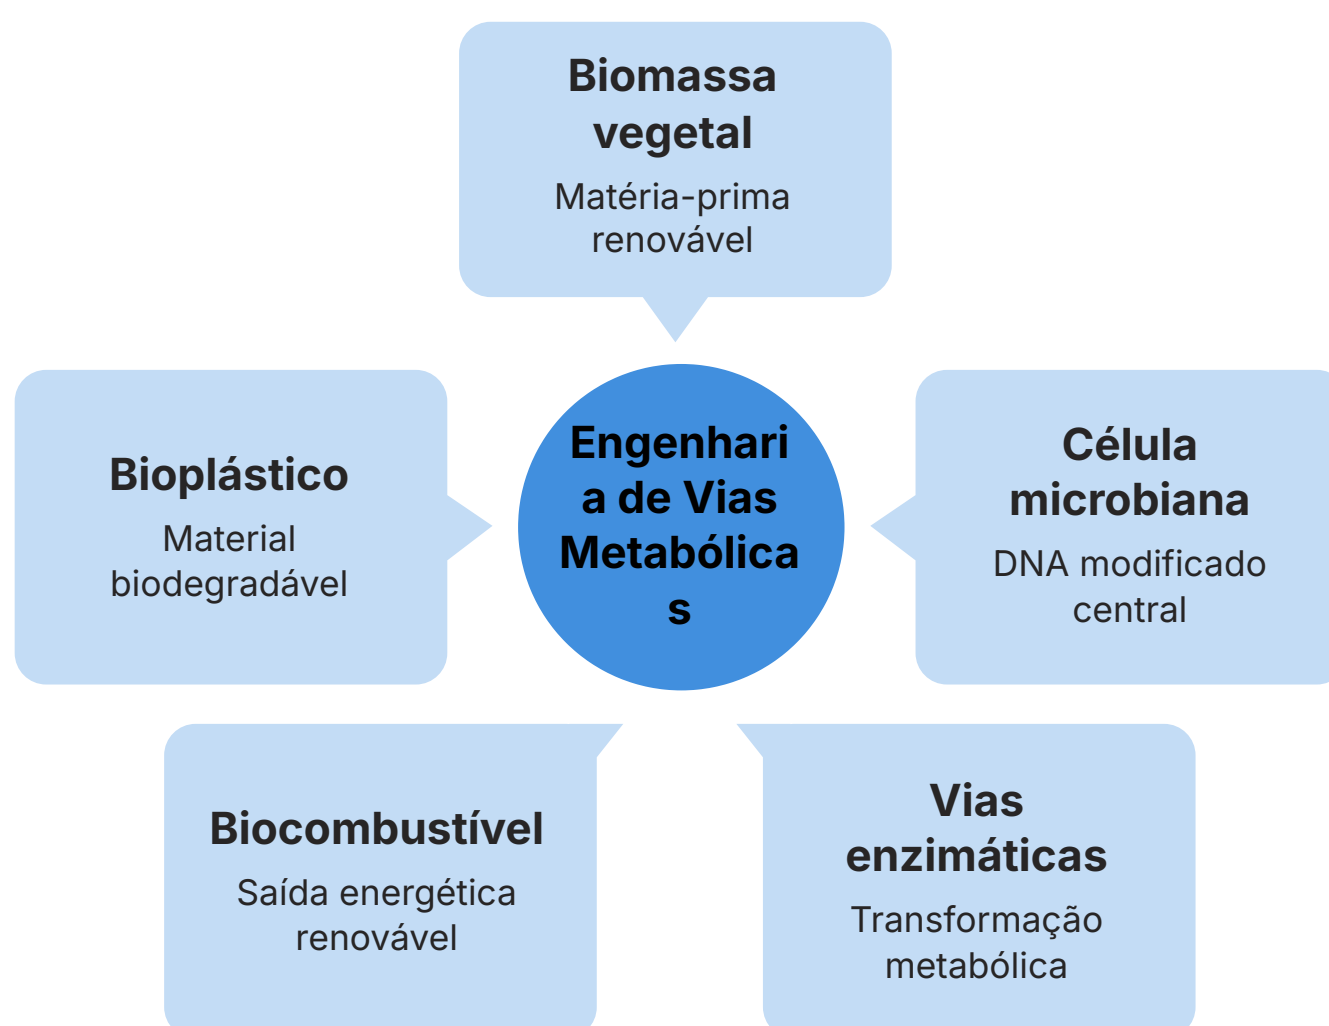 Biomassa
vegetal
Matéria-prima
renovável
Engenhari
a de Vias
Metabólica
s
Célula
microbiana
DNA modificado
central
Bioplástico
Material
biodegradável
Biocombustível
Saída energética
renovável
Vias
enzimáticas
Transformação
metabólica